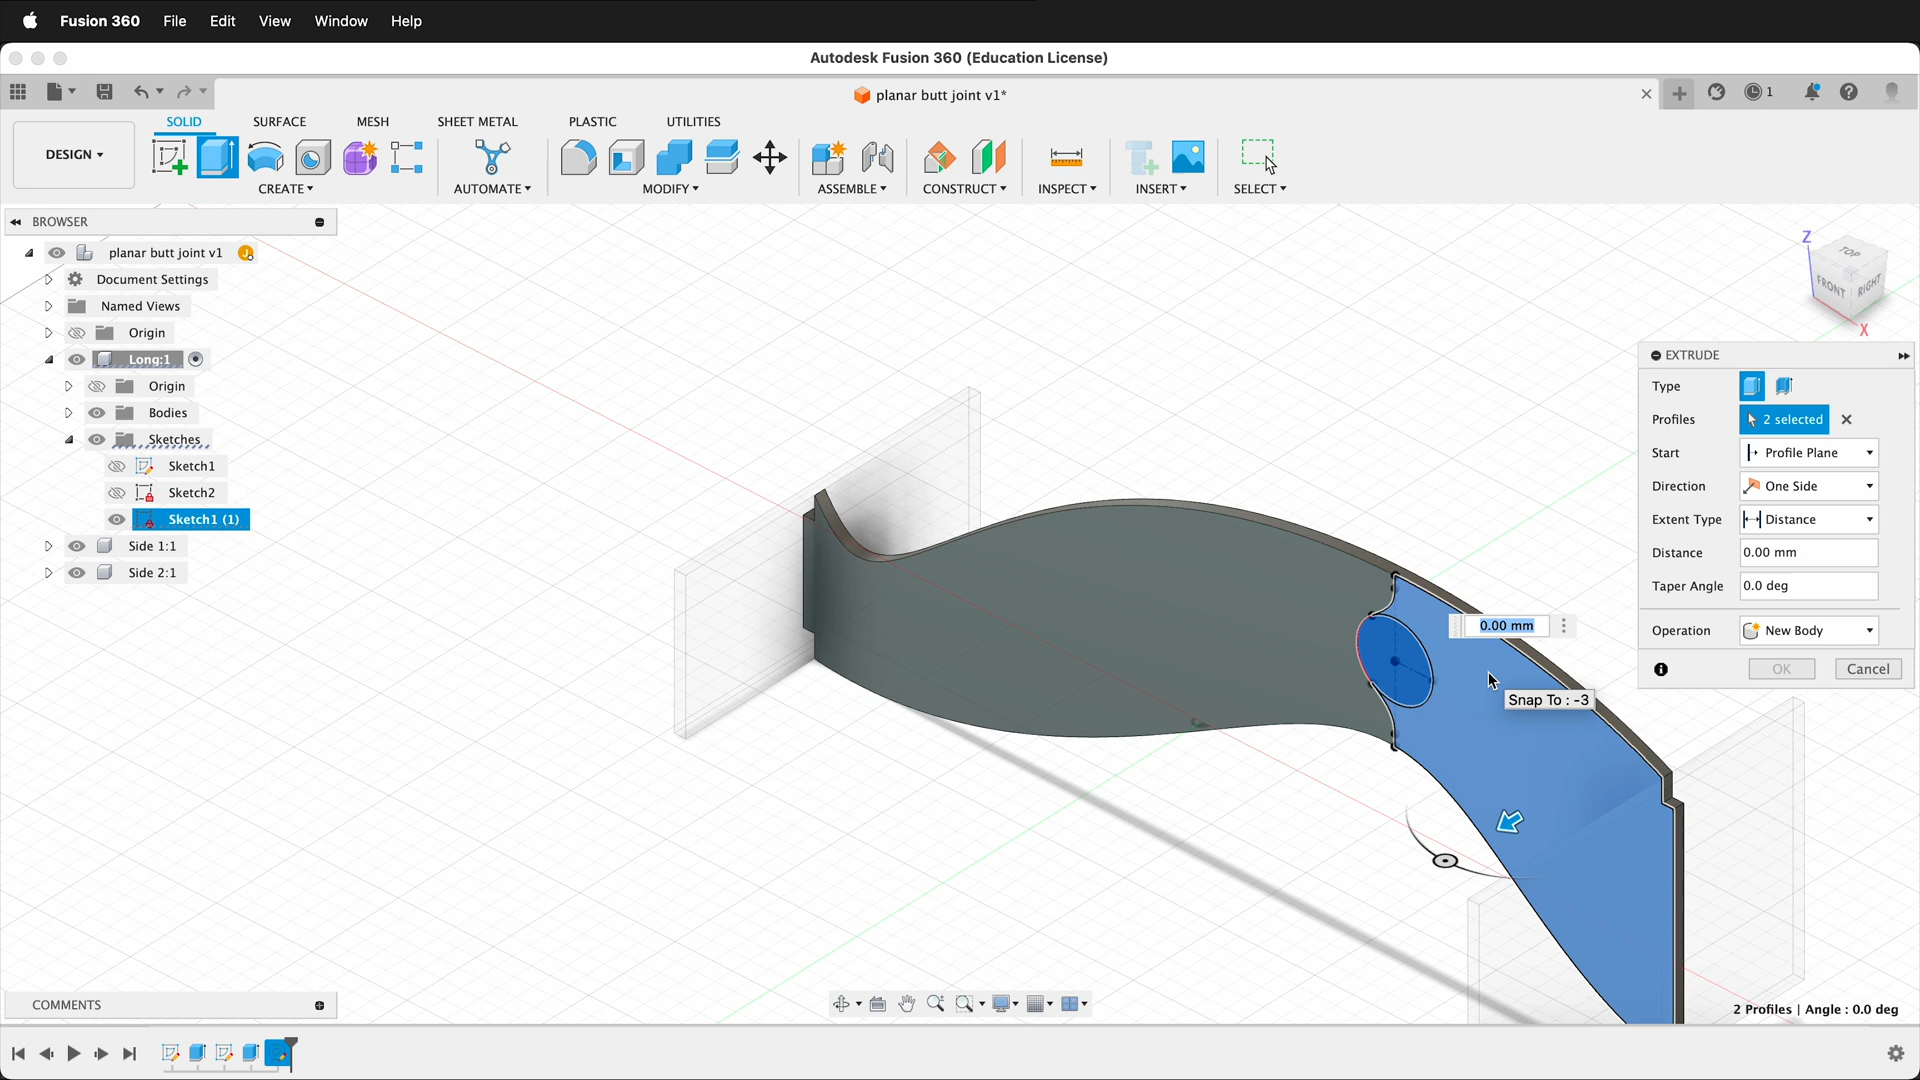 Fusion 360 File Edit View Window Help
Autodesk Fusion 360 (Education License)
planar butt joint v1*
1
SOLID SURFACE MESH SHEET METAL PLASTIC UTILITIES
DESIGN
CREATE AUTOMATE MODIFY ASSEMBLE CONSTRUCT INSPECT INSERT SELECT
BROWSER
planar butt joint v1
Document Settings
Named Views
Origin
Long:1
Origin
Bodies
Sketches
Sketch1
Sketch2
Sketch1 (1)
Side 1:1
Side 2:1
Z
TOP
FRONT
RIGHT
X
EXTRUDE
Type
Profiles 2 selected
Start Profile Plane
Direction One Side
Extent Type Distance
Distance 0.00 mm
Taper Angle 0.0 deg
Operation New Body
OK Cancel
0.00 mm
Snap To : -3
COMMENTS
2 Profiles | Angle : 0.0 deg